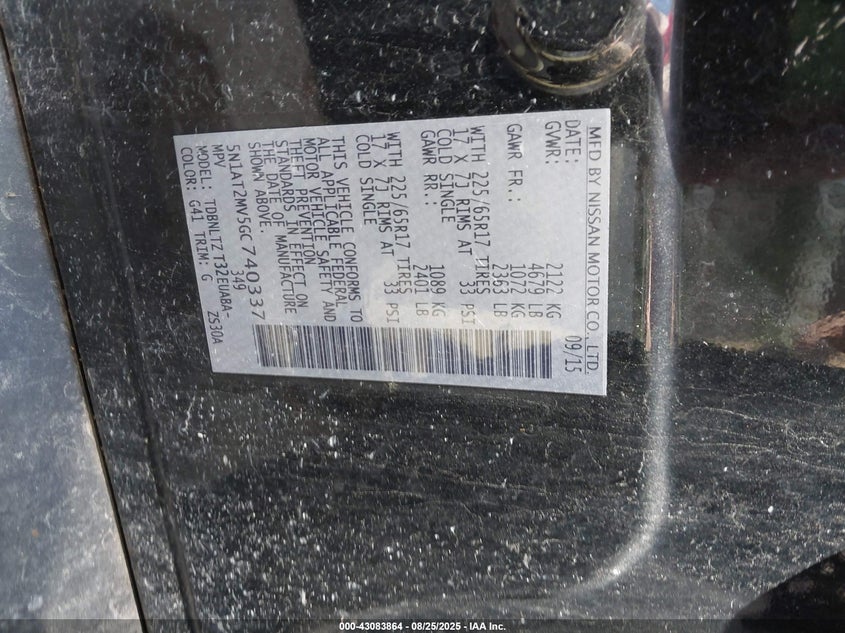 MFD BY NISSAN MOTOR CO., LTD.
DATE: 09/15
GVWR: 2122 KG
4679 LB
GAWR FR.: 1072 KG
2363 LB
WITH 225/65R17 TIRES
17 X 7J RIMS AT 33 PSI
COLD SINGLE
GAWR RR.: 1089 KG
2401 LB
WITH 225/65R17 TIRES
17 X 7J RIMS AT 33 PSI
COLD SINGLE
THIS VEHICLE CONFORMS TO
ALL APPLICABLE FEDERAL
MOTOR VEHICLE SAFETY AND
THEFT PREVENTION
STANDARDS IN EFFECT ON
THE DATE OF MANUFACTURE
SHOWN ABOVE.
5N1AT2MV5GC740337
MPV 349
MODEL: TDBNLTZ T32EUABA-
COLOR: G41 TRIM: G ZS30A
000-43083864 - 08/25/2025 - IAA Inc.